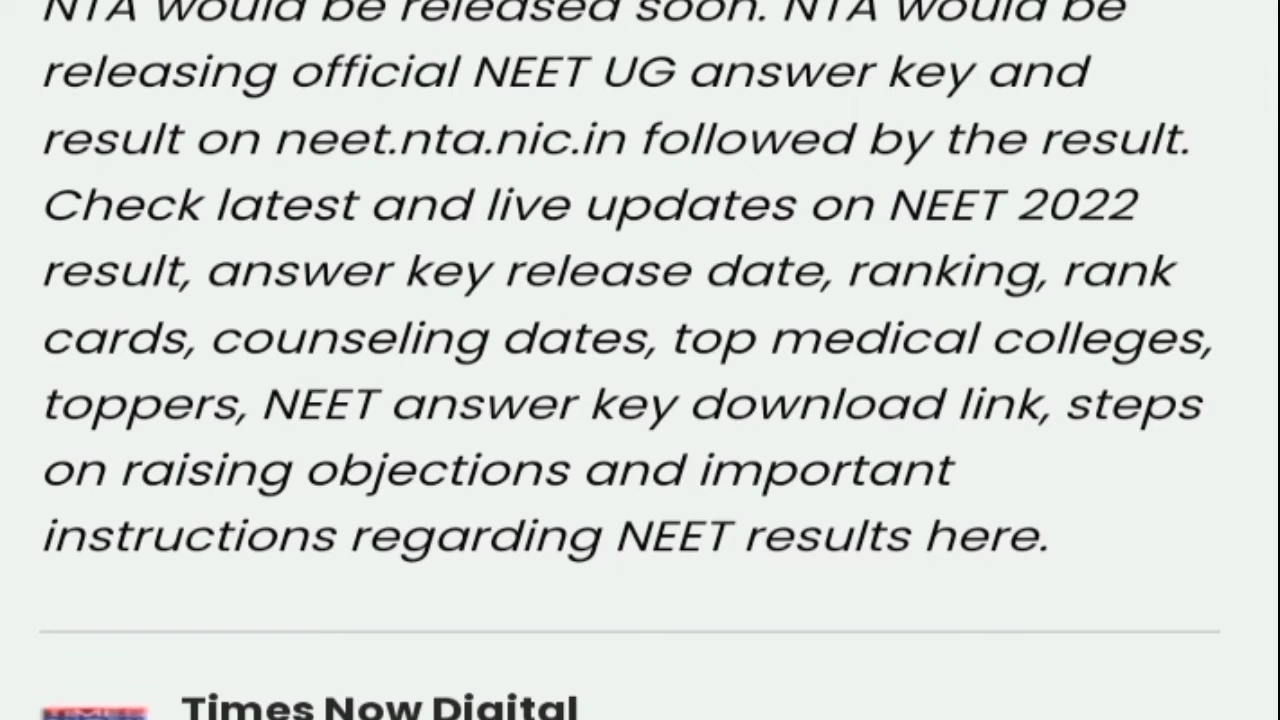 NTA would be released soon. NTA would be
releasing official NEET UG answer key and
result on neet.nta.nic.in followed by the result.
Check latest and live updates on NEET 2022
result, answer key release date, ranking, rank
cards, counseling dates, top medical colleges,
toppers, NEET answer key download link, steps
on raising objections and important
instructions regarding NEET results here.
Times Now Digital